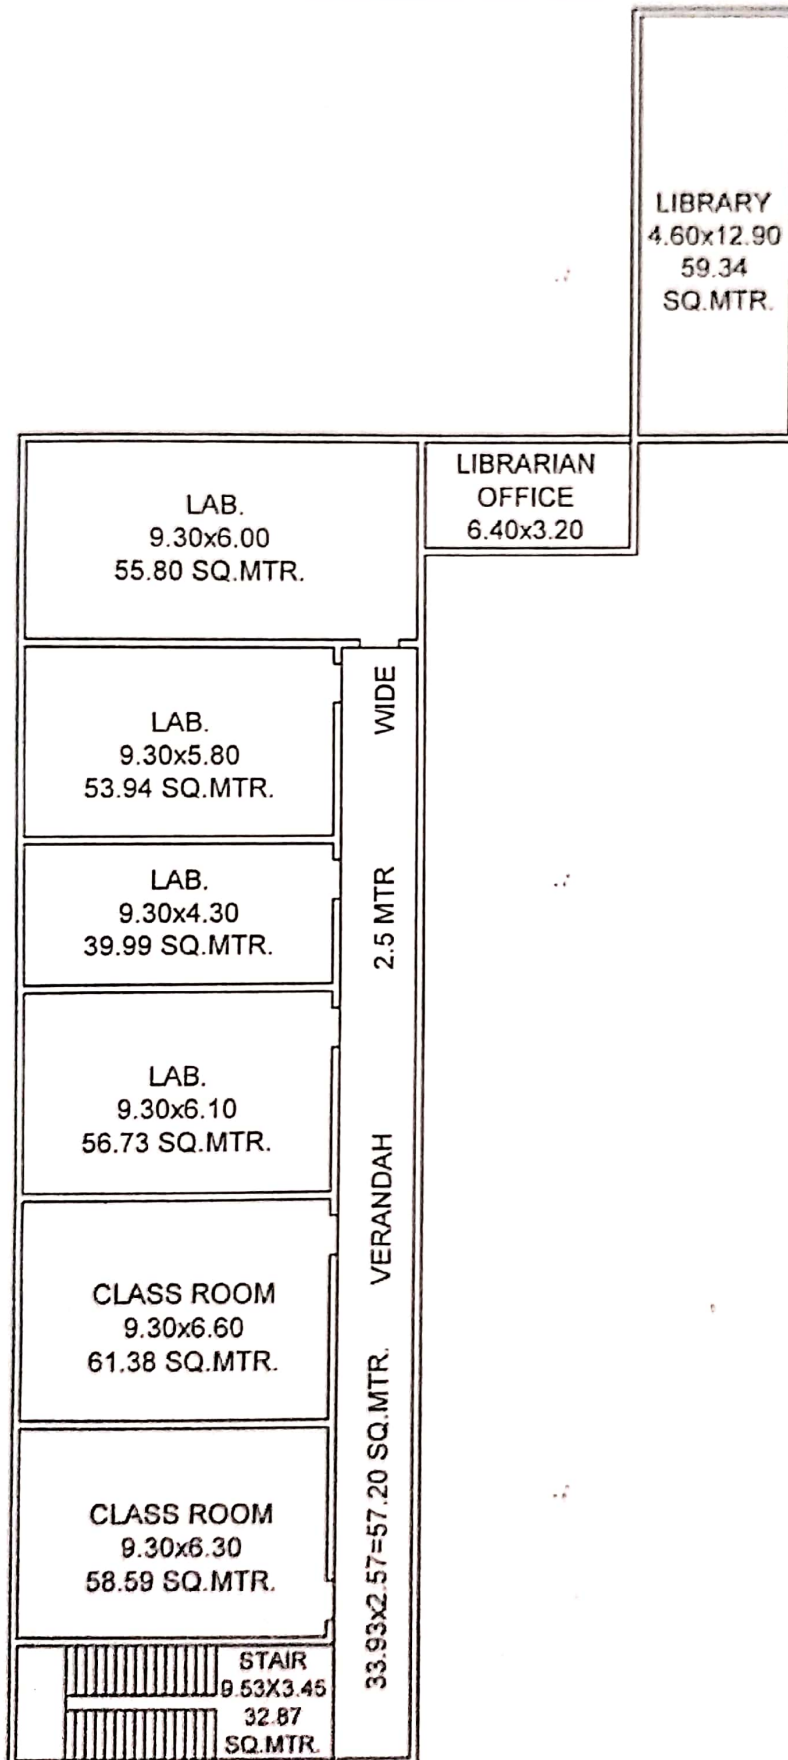 LIBRARY
4.60x12.90
59.34
SQ.MTR.
LIBRARIAN
OFFICE
6.40x3.20
LAB.
9.30x6.00
55.80 SQ.MTR.
LAB.
9.30x5.80
53.94 SQ.MTR.
LAB.
9.30x4.30
39.99 SQ.MTR.
LAB.
9.30x6.10
56.73 SQ.MTR.
CLASS ROOM
9.30x6.60
61.38 SQ.MTR.
CLASS ROOM
9.30x6.30
58.59 SQ.MTR.
STAIR
9.53X3.45
32.87
SQ.MTR.
33.93x2.57=57.20 SQ.MTR. VERANDAH 2.5 MTR WIDE